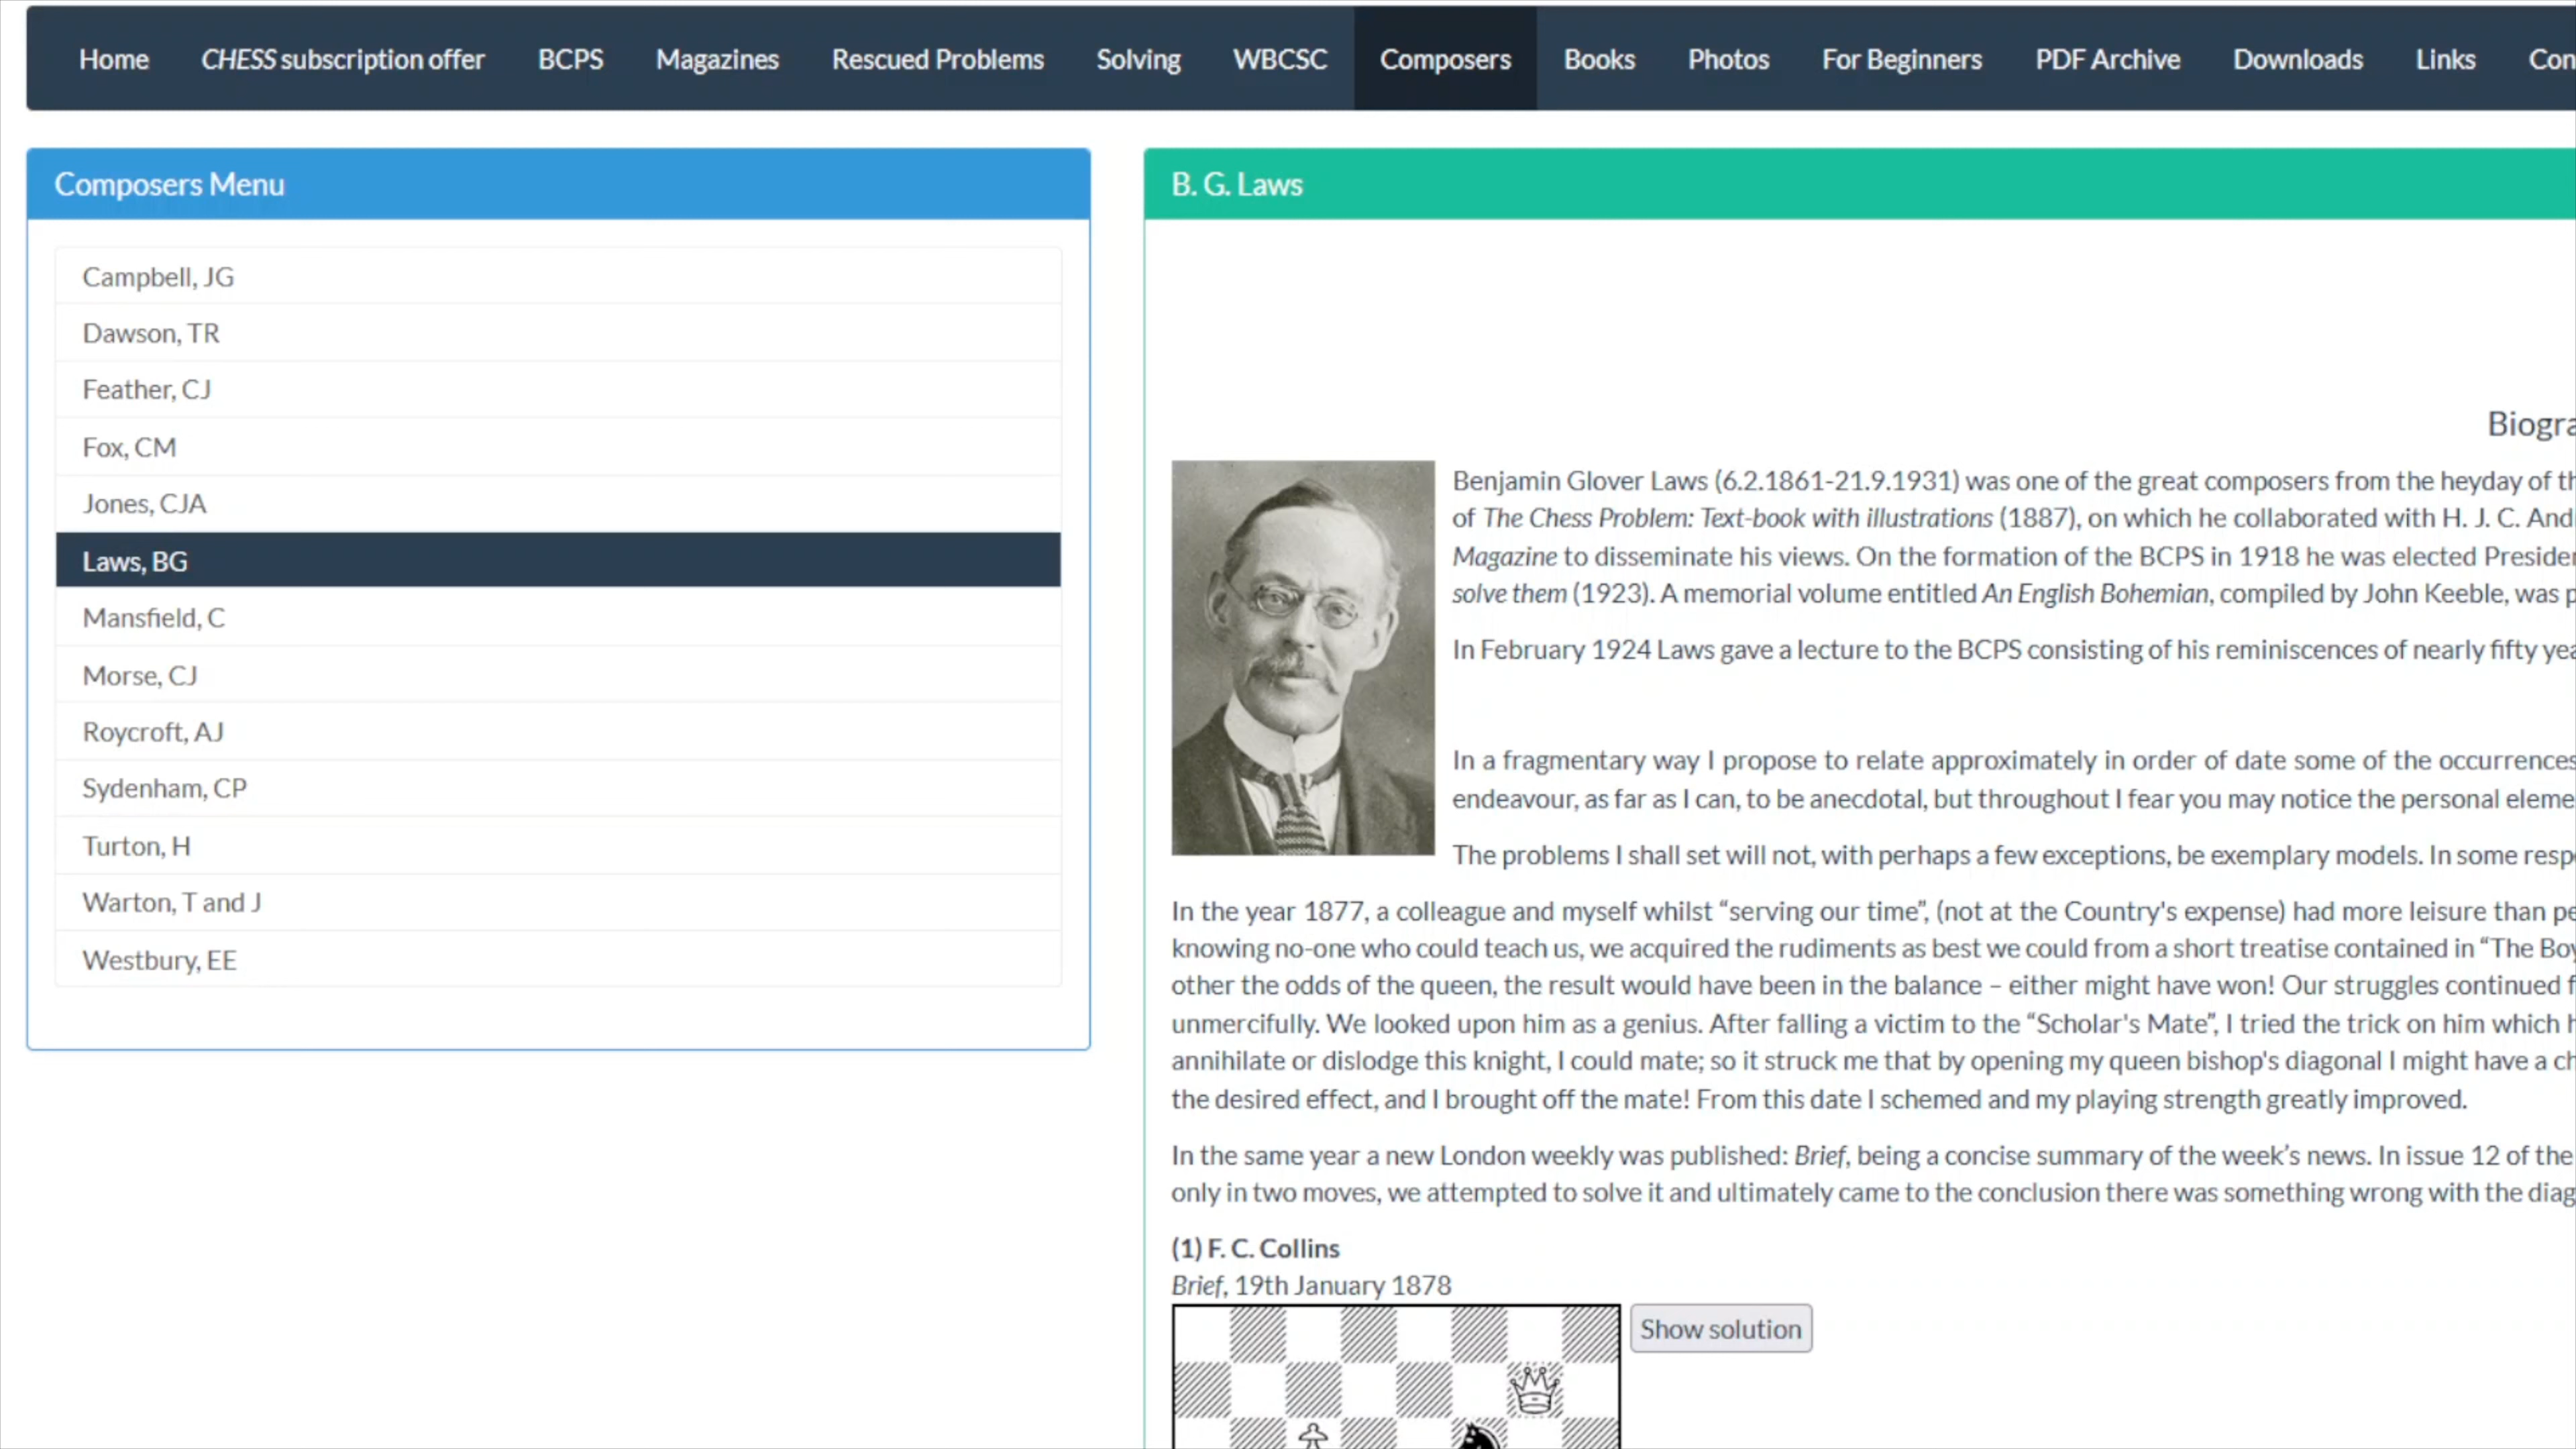 Home CHESS subscription offer BCPS Magazines Rescued Problems Solving WBCSC Composers Books Photos For Beginners PDF Archive Downloads Links Con
Composers Menu
Campbell, JG
Dawson, TR
Feather, CJ
Fox, CM
Jones, CJA
Laws, BG
Mansfield, C
Morse, CJ
Roycroft, AJ
Sydenham, CP
Turton, H
Warton, T and J
Westbury, EE
B. G. Laws
Biogra
Benjamin Glover Laws (6.2.1861-21.9.1931) was one of the great composers from the heyday of th
of The Chess Problem: Text-book with illustrations (1887), on which he collaborated with H. J. C. And
Magazine to disseminate his views. On the formation of the BCPS in 1918 he was elected Presiden
solve them (1923). A memorial volume entitled An English Bohemian, compiled by John Keeble, was p
In February 1924 Laws gave a lecture to the BCPS consisting of his reminiscences of nearly fifty yea
In a fragmentary way I propose to relate approximately in order of date some of the occurrences
endeavour, as far as I can, to be anecdotal, but throughout I fear you may notice the personal eleme
The problems I shall set will not, with perhaps a few exceptions, be exemplary models. In some resp
In the year 1877, a colleague and myself whilst “serving our time”, (not at the Country's expense) had more leisure than pe
knowing no-one who could teach us, we acquired the rudiments as best we could from a short treatise contained in “The Boy
other the odds of the queen, the result would have been in the balance – either might have won! Our struggles continued f
unmercifully. We looked upon him as a genius. After falling a victim to the “Scholar's Mate”, I tried the trick on him which h
annihilate or dislodge this knight, I could mate; so it struck me that by opening my queen bishop's diagonal I might have a ch
the desired effect, and I brought off the mate! From this date I schemed and my playing strength greatly improved.
In the same year a new London weekly was published: Brief, being a concise summary of the week’s news. In issue 12 of the
only in two moves, we attempted to solve it and ultimately came to the conclusion there was something wrong with the diag
(1) F. C. Collins
Brief, 19th January 1878
Show solution